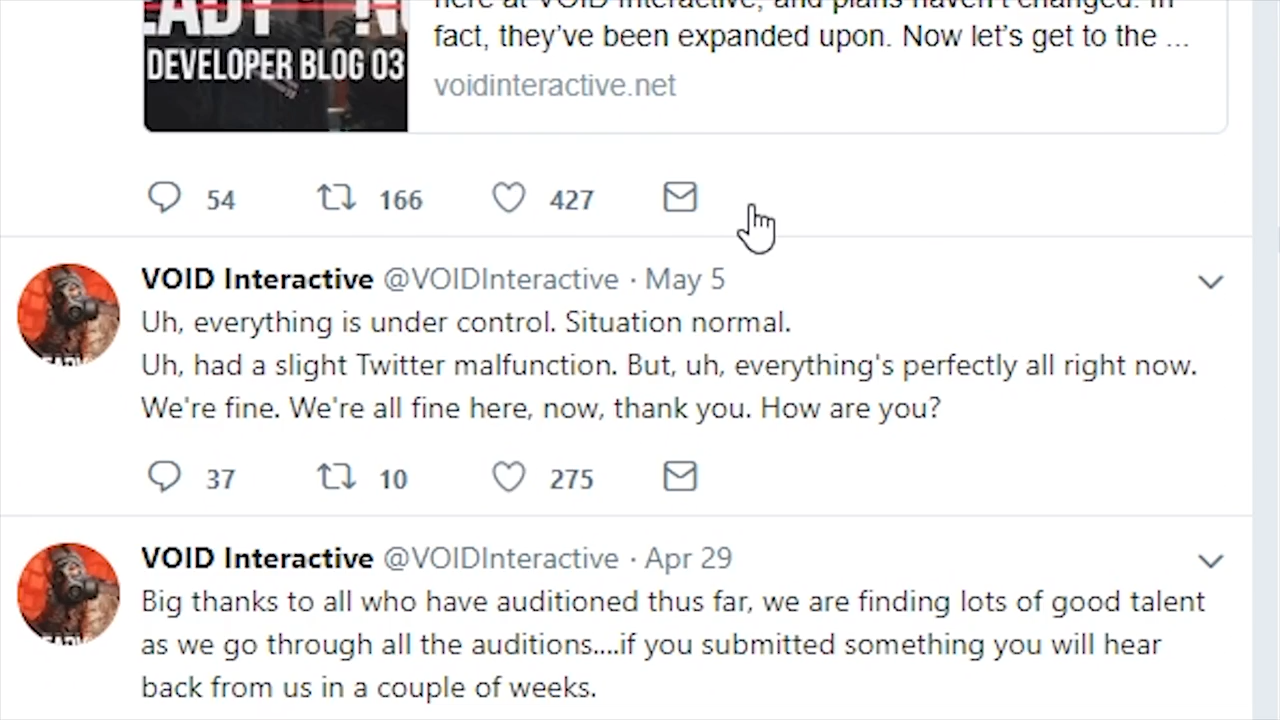 here at VOID Interactive, and plans haven't changed. In
EADY NO
fact, they've been expanded upon. Now let's get to the ...
DEVELOPER BLOG 03
voidinteractive.net
54 166 427
VOID Interactive @VOIDInteractive · May 5
Uh, everything is under control. Situation normal.
Uh, had a slight Twitter malfunction. But, uh, everything's perfectly all right now.
We're fine. We're all fine here, now, thank you. How are you?
37 10 275
VOID Interactive @VOIDInteractive · Apr 29
Big thanks to all who have auditioned thus far, we are finding lots of good talent
as we go through all the auditions....if you submitted something you will hear
back from us in a couple of weeks.